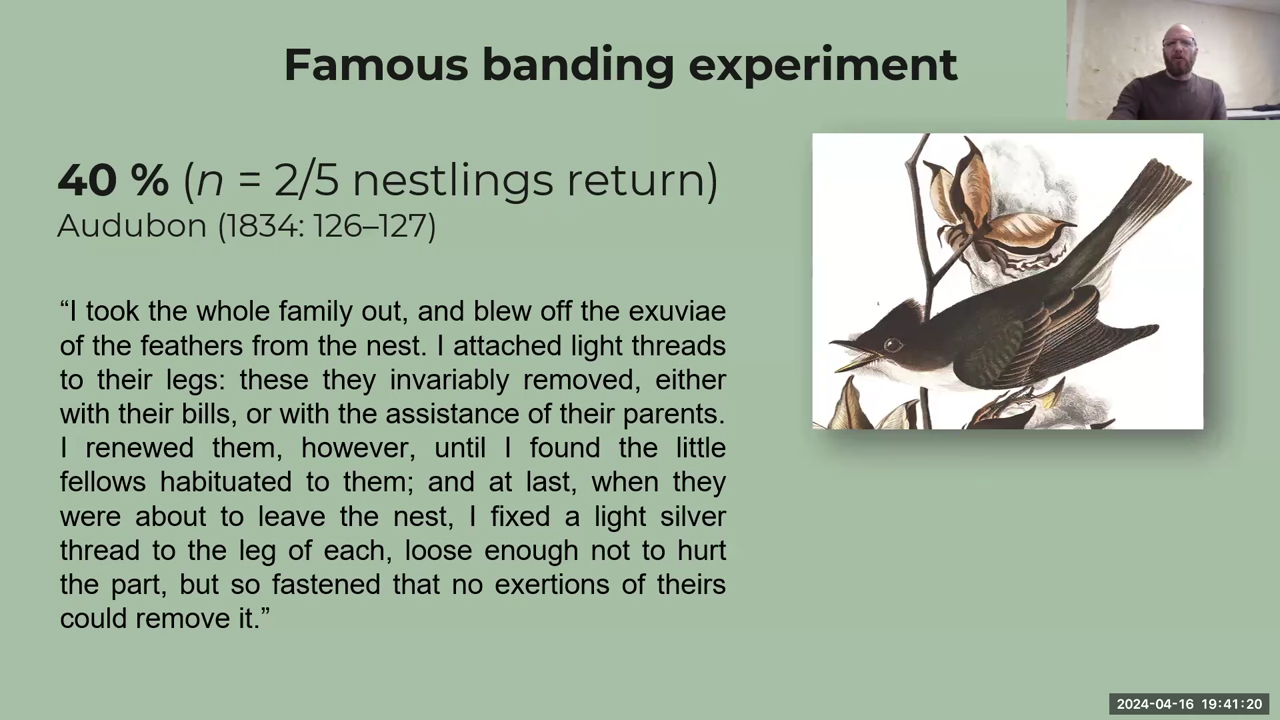 Famous banding experiment
40 % (n = 2/5 nestlings return)
Audubon (1834: 126–127)
“I took the whole family out, and blew off the exuviae
of the feathers from the nest. I attached light threads
to their legs: these they invariably removed, either
with their bills, or with the assistance of their parents.
I renewed them, however, until I found the little
fellows habituated to them; and at last, when they
were about to leave the nest, I fixed a light silver
thread to the leg of each, loose enough not to hurt
the part, but so fastened that no exertions of theirs
could remove it.”
2024-04-16 19:41:20